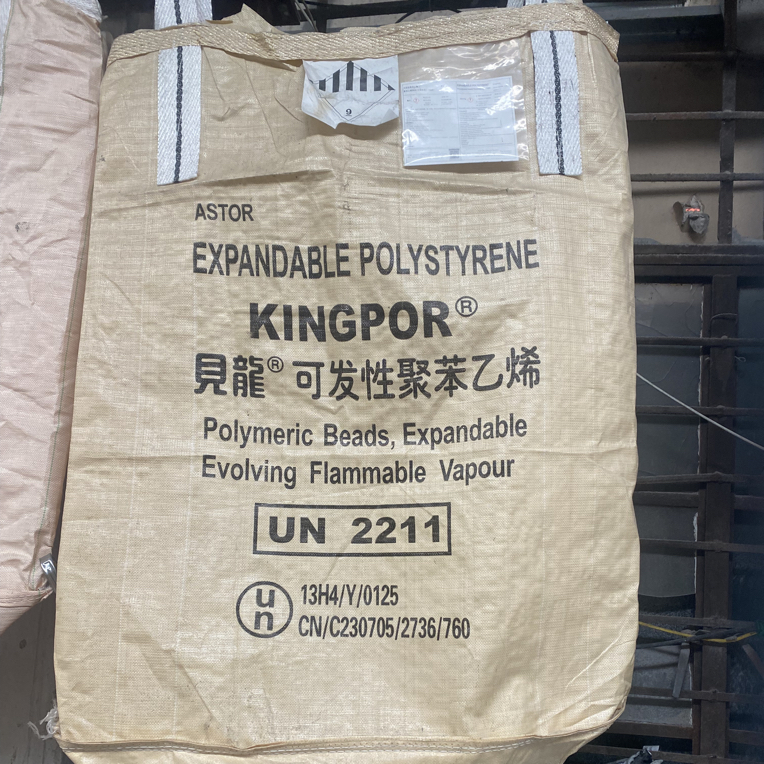 9
ASTOR
EXPANDABLE POLYSTYRENE
KINGPOR®
見龍® 可发性聚苯乙烯
Polymeric Beads, Expandable
Evolving Flammable Vapour
UN 2211
un 13H4/Y/0125
CN/C230705/2736/760